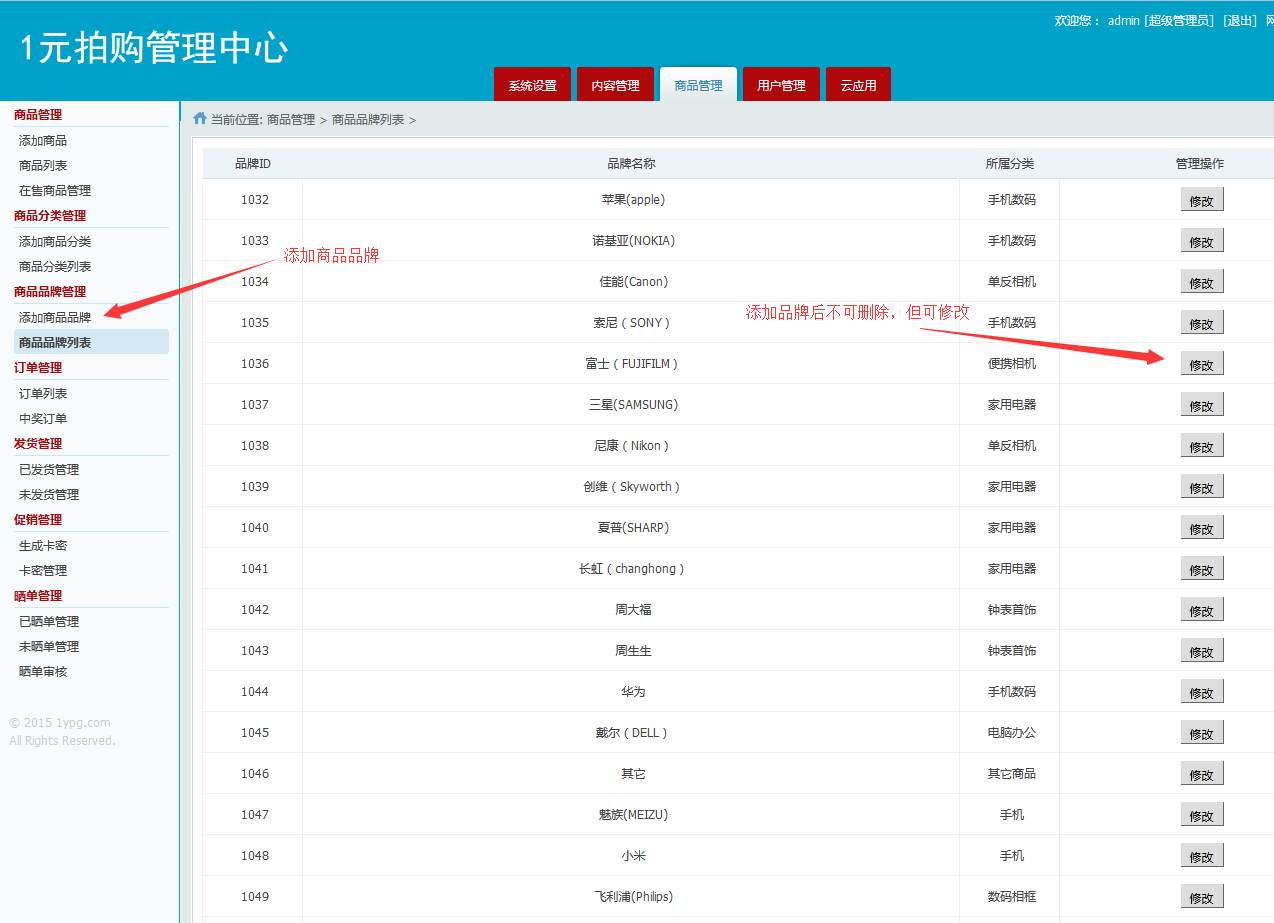 欢迎您： admin [超级管理员] [退出]
1元拍购管理中心
系统设置 内容管理 商品管理 用户管理 云应用
商品管理
添加商品
商品列表
在售商品管理
商品分类管理
添加商品分类
商品分类列表
商品品牌管理
添加商品品牌
商品品牌列表
订单管理
订单列表
中奖订单
发货管理
已发货管理
未发货管理
促销管理
生成卡密
卡密管理
晒单管理
已晒单管理
未晒单管理
晒单审核
© 2015 1ypg.com
All Rights Reserved.
当前位置: 商品管理 > 商品品牌列表 >
品牌ID 品牌名称 所属分类 管理操作
1032 苹果(apple) 手机数码 修改
1033 诺基亚(NOKIA) 手机数码 修改
添加商品品牌
1034 佳能(Canon) 单反相机 修改
添加品牌后不可删除，但可修改
1035 索尼（SONY） 手机数码 修改
1036 富士（FUJIFILM） 便携相机 修改
1037 三星(SAMSUNG) 家用电器 修改
1038 尼康（Nikon） 单反相机 修改
1039 创维（Skyworth） 家用电器 修改
1040 夏普(SHARP) 家用电器 修改
1041 长虹（changhong） 家用电器 修改
1042 周大福 钟表首饰 修改
1043 周生生 钟表首饰 修改
1044 华为 手机数码 修改
1045 戴尔（DELL） 电脑办公 修改
1046 其它 其它商品 修改
1047 魅族(MEIZU) 手机 修改
1048 小米 手机 修改
1049 飞利浦(Philips) 数码相框 修改